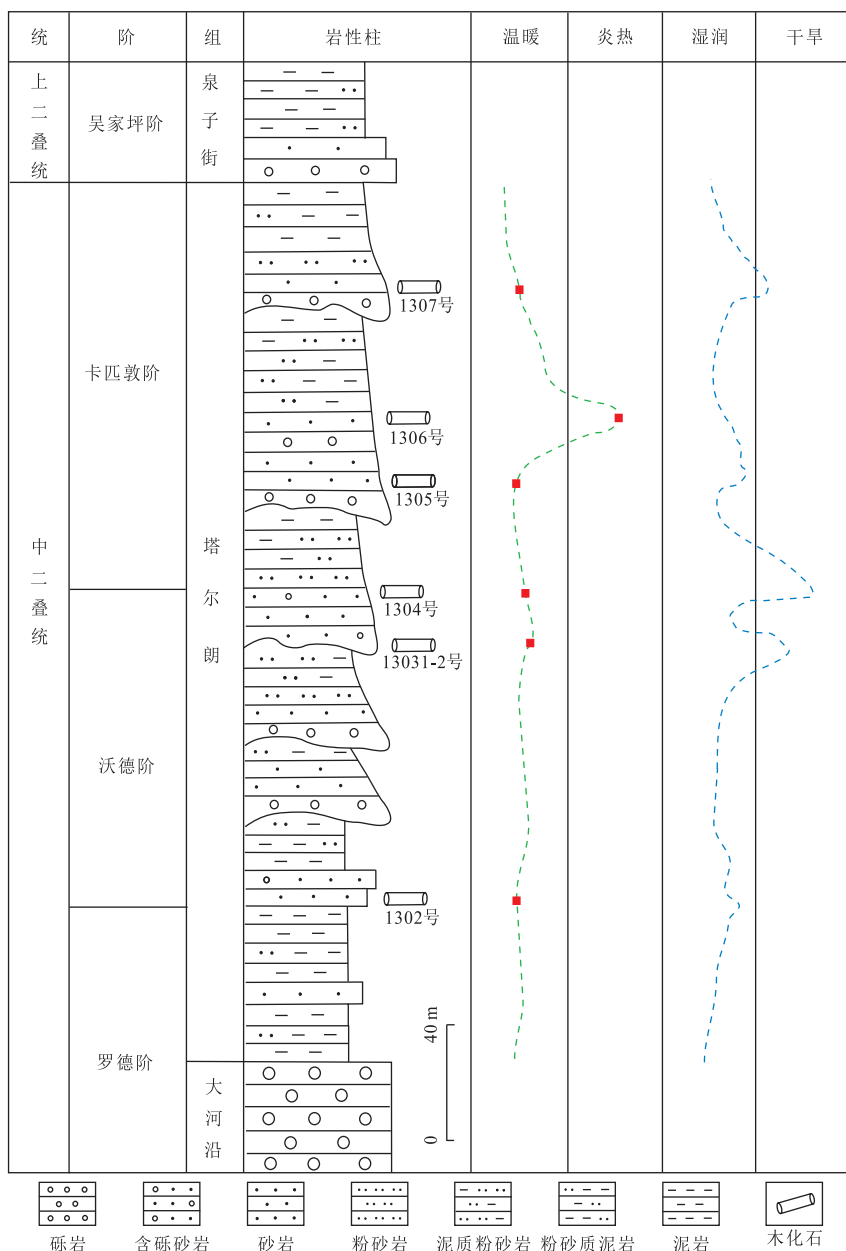 统 阶 组 岩性柱 温暖 炎热 湿润 干旱
上二叠统
吴家坪阶
泉子街
1307号
卡匹敦阶
1306号
1305号
中二叠统
塔尔朗
1304号
13031-2号
沃德阶
1302号
40 m
0
罗德阶
大河沿
砾岩 含砾砂岩 砂岩 粉砂岩 泥质粉砂岩 粉砂质泥岩 泥岩 木化石